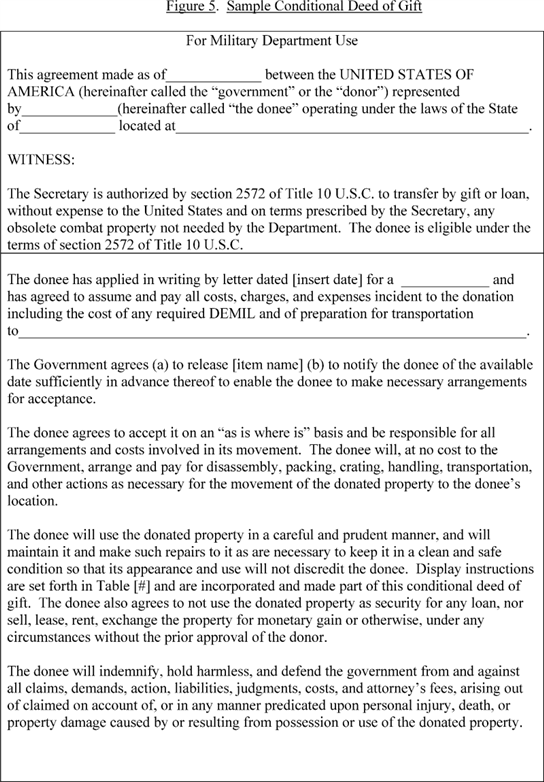 Figure 5.  Sample Conditional Deed of Gift
For Military Department Use
This agreement made as of______________ between the UNITED STATES OF
AMERICA (hereinafter called the “government” or the “donor”) represented
by______________(hereinafter called “the donee” operating under the laws of the State
of______________ located at____________________________________________________.
WITNESS:
The Secretary is authorized by section 2572 of Title 10 U.S.C. to transfer by gift or loan,
without expense to the United States and on terms prescribed by the Secretary, any
obsolete combat property not needed by the Department.  The donee is eligible under the
terms of section 2572 of Title 10 U.S.C.
The donee has applied in writing by letter dated [insert date] for a _____________ and
has agreed to assume and pay all costs, charges, and expenses incident to the donation
including the cost of any required DEMIL and of preparation for transportation
to___________________________________________________________________________.
The Government agrees (a) to release [item name] (b) to notify the donee of the available
date sufficiently in advance thereof to enable the donee to make necessary arrangements
for acceptance.
The donee agrees to accept it on an “as is where is” basis and be responsible for all
arrangements and costs involved in its movement.  The donee will, at no cost to the
Government, arrange and pay for disassembly, packing, crating, handling, transportation,
and other actions as necessary for the movement of the donated property to the donee’s
location.
The donee will use the donated property in a careful and prudent manner, and will
maintain it and make such repairs to it as are necessary to keep it in a clean and safe
condition so that its appearance and use will not discredit the donee.  Display instructions
are set forth in Table [#] and are incorporated and made part of this conditional deed of
gift.  The donee also agrees to not use the donated property as security for any loan, nor
sell, lease, rent, exchange the property for monetary gain or otherwise, under any
circumstances without the prior approval of the donor.
The donee will indemnify, hold harmless, and defend the government from and against
all claims, demands, action, liabilities, judgments, costs, and attorney’s fees, arising out
of claimed on account of, or in any manner predicated upon personal injury, death, or
property damage caused by or resulting from possession or use of the donated property.